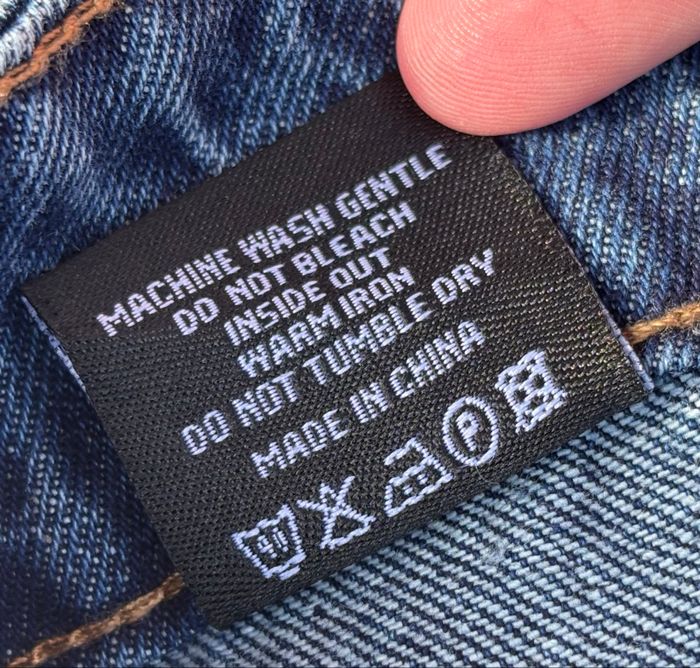 MACHINE WASH GENTLE
DO NOT BLEACH
INSIDE OUT
WARM IRON
DO NOT TUMBLE DRY
MADE IN CHINA
P